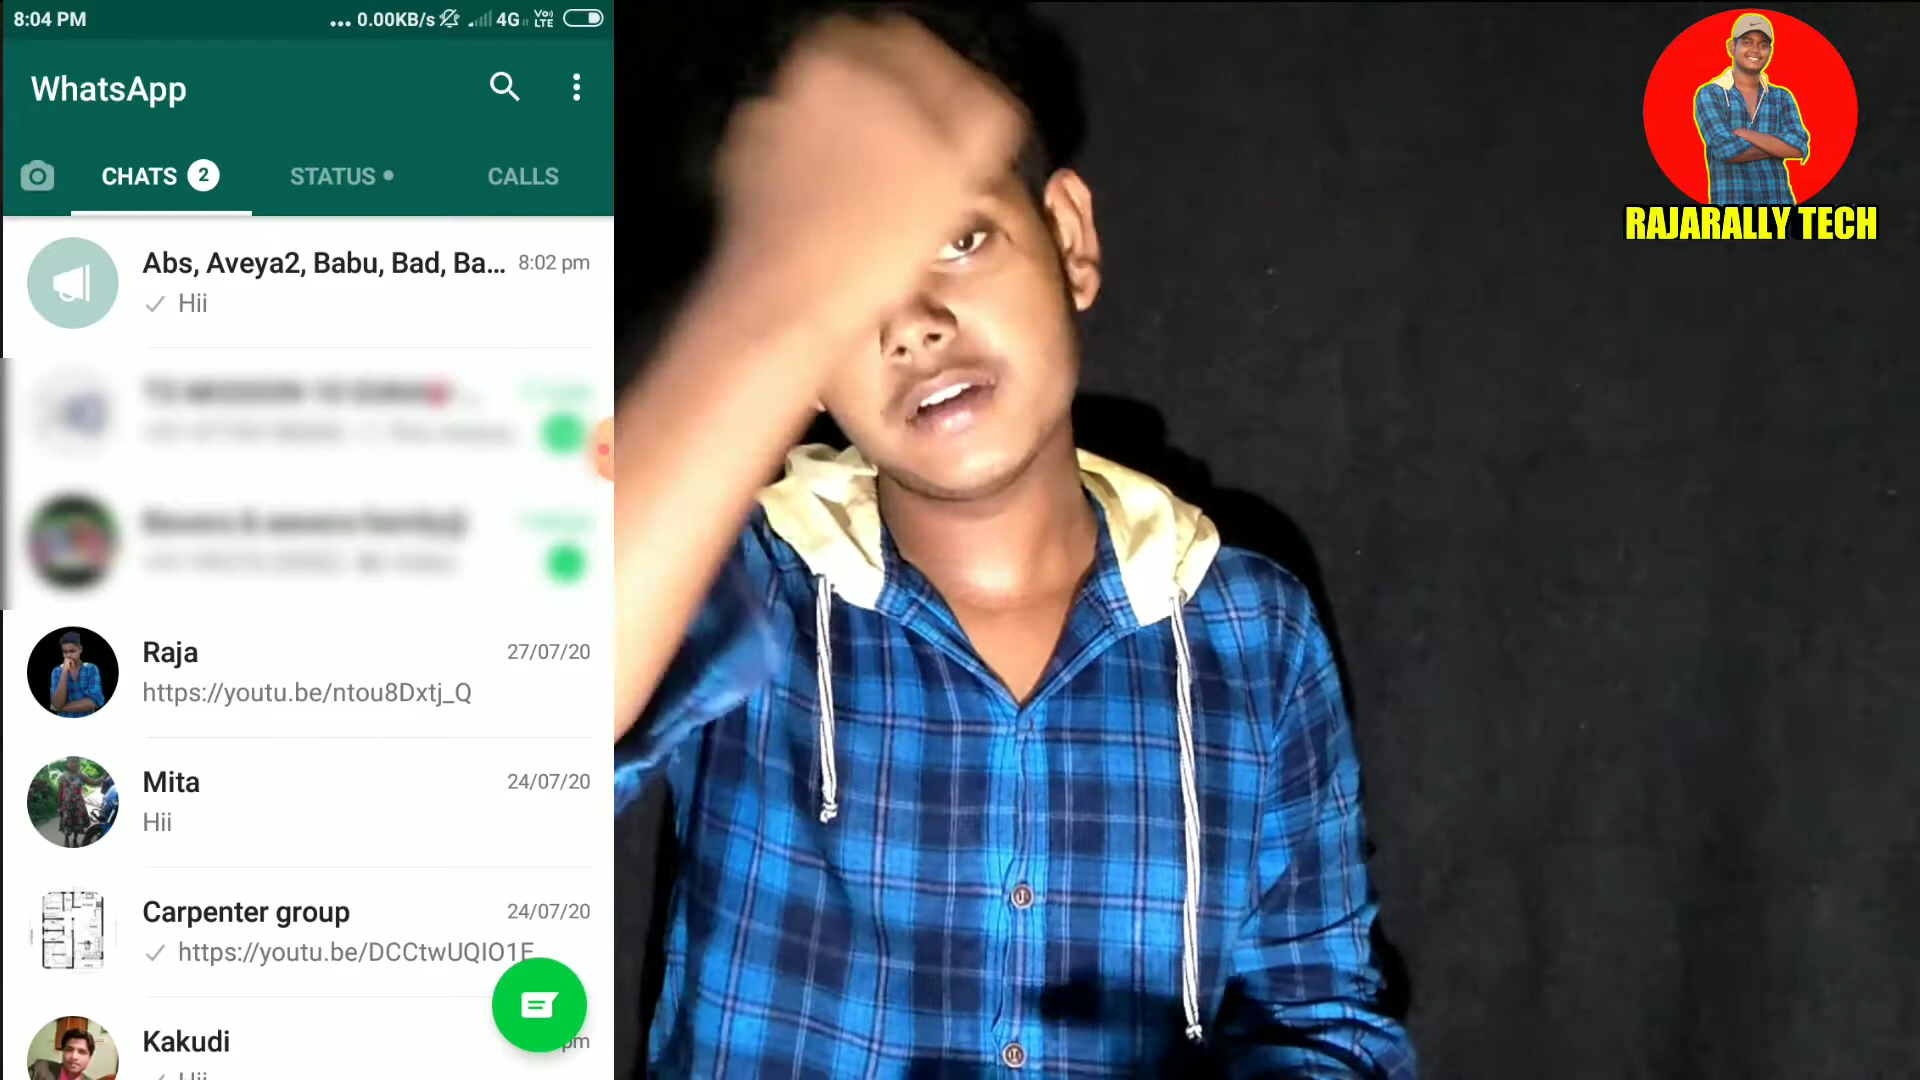 8:04 PM
... 0.00KB/s 4G VoLTE
WhatsApp
CHATS 2
STATUS
CALLS
Abs, Aveya2, Babu, Bad, Ba...
8:02 pm
Hii
Raja
27/07/20
https://youtu.be/ntou8Dxtj_Q
Mita
24/07/20
Hii
Carpenter group
24/07/20
https://youtu.be/DCCtwUQIO1E
Kakudi
pm
Hii
RAJARALLY TECH